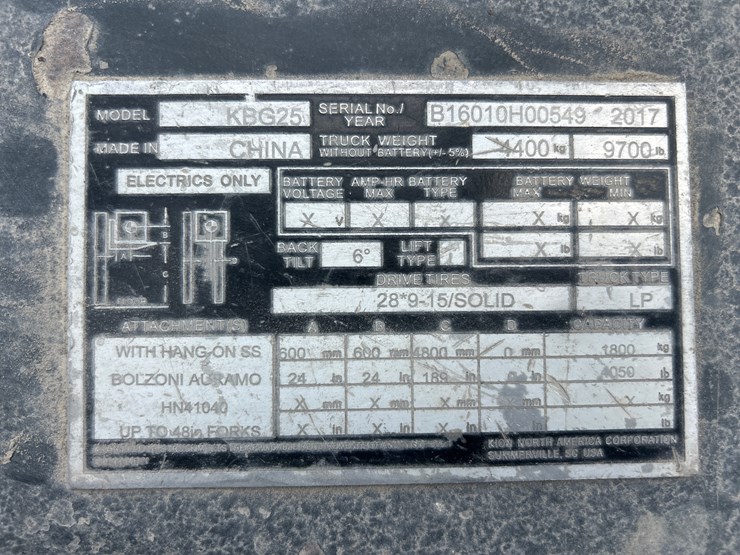 MODEL KBG25 SERIAL No./ YEAR B16010H00549 2017
MADE IN CHINA TRUCK WEIGHT WITHOUT BATTERY(+/- 5%) 4400 kg 9700 lb
ELECTRICS ONLY
BATTERY VOLTAGE AMP-HR MAX BATTERY TYPE BATTERY WEIGHT MAX MIN
X V X X X kg X kg
X lb X lb
BACK TILT 6° LIFT TYPE
DRIVE TIRES TRUCK TYPE
28*9-15/SOLID LP
ATTACHMENTS A B C D CAPACITY
WITH HANG-ON SS 600 mm 600 mm 4800 mm 0 mm 1800 kg
BOLZONI AURAMO 24 in 24 in 189 in 0 in 4050 lb
HN41040 X mm X mm X mm X mm
UP TO 48in FORKS X in X in X in X in
KION NORTH AMERICA CORPORATION
SUMMERVILLE, SC USA